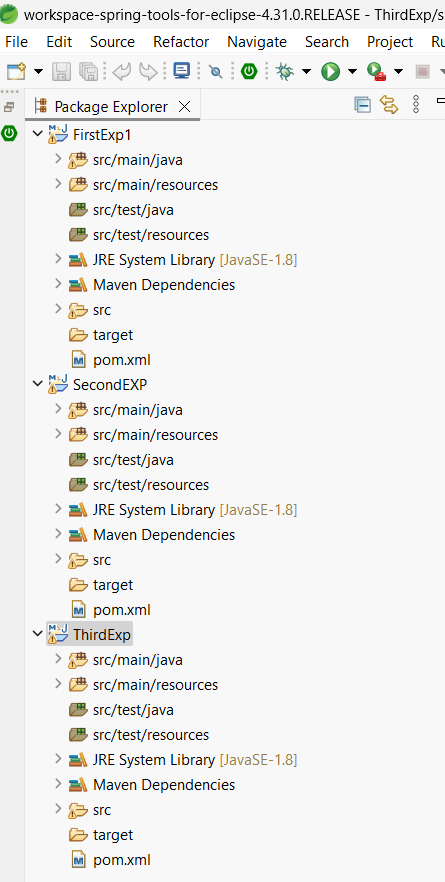 workspace-spring-tools-for-eclipse-4.31.0.RELEASE - ThirdExp/s
File Edit Source Refactor Navigate Search Project R
Package Explorer
FirstExp1
src/main/java
src/main/resources
src/test/java
src/test/resources
JRE System Library [JavaSE-1.8]
Maven Dependencies
src
target
pom.xml
SecondEXP
src/main/java
src/main/resources
src/test/java
src/test/resources
JRE System Library [JavaSE-1.8]
Maven Dependencies
src
target
pom.xml
ThirdExp
src/main/java
src/main/resources
src/test/java
src/test/resources
JRE System Library [JavaSE-1.8]
Maven Dependencies
src
target
pom.xml